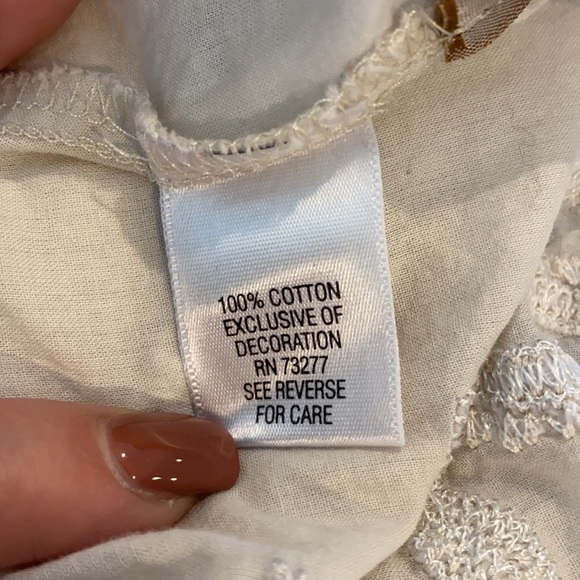 100% COTTON
EXCLUSIVE OF
DECORATION
RN 73277
SEE REVERSE
FOR CARE